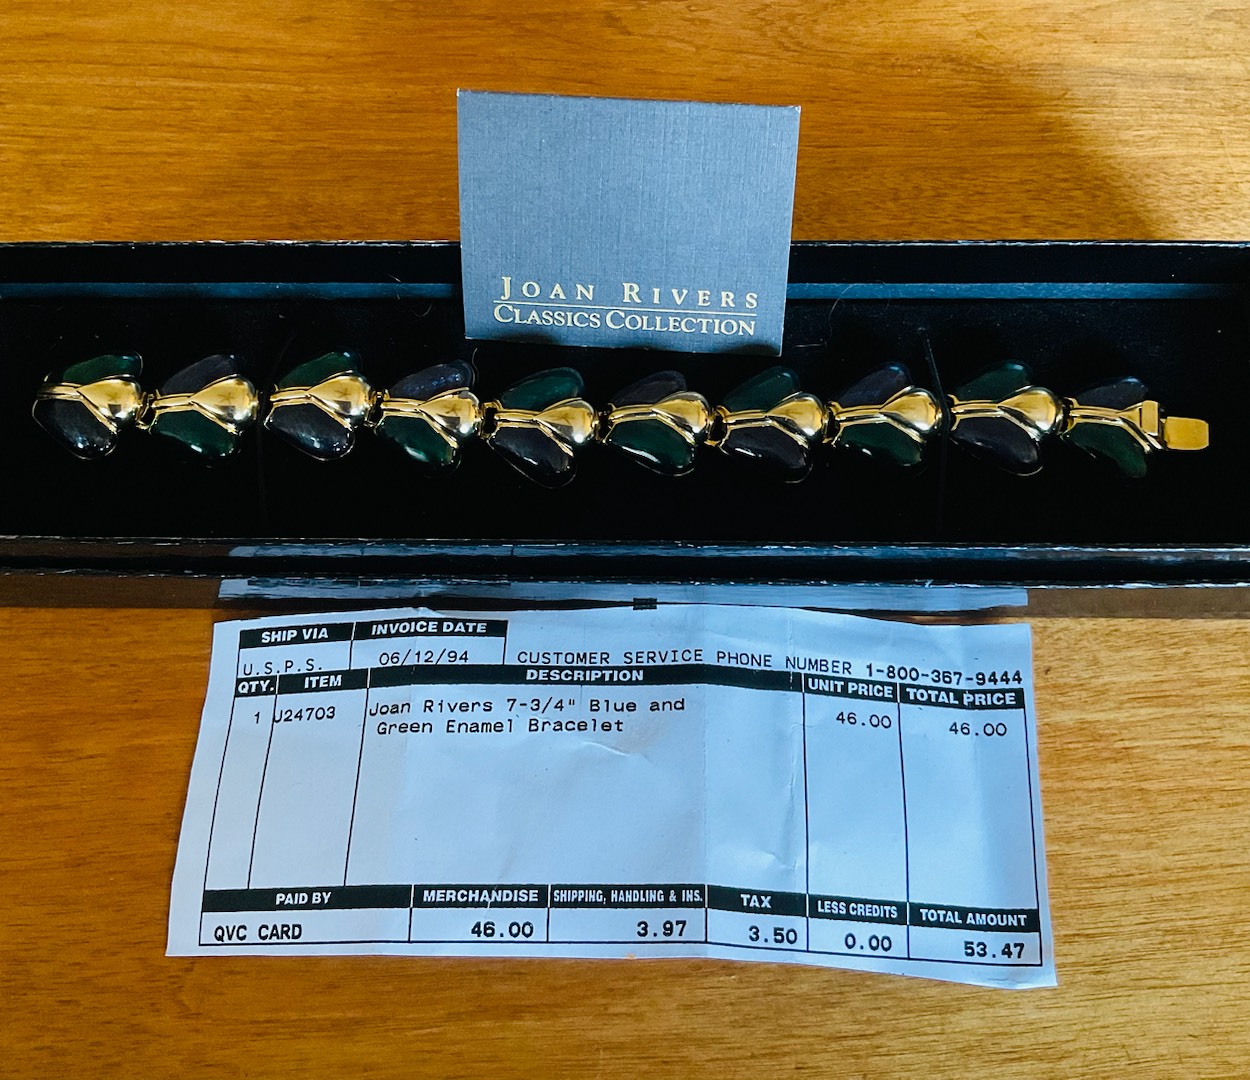 JOAN RIVERS
CLASSICS COLLECTION
SHIP VIA INVOICE DATE
U.S.P.S. 06/12/94 CUSTOMER SERVICE PHONE NUMBER 1-800-367-9444
QTY. ITEM DESCRIPTION UNIT PRICE TOTAL PRICE
1 J24703 Joan Rivers 7-3/4" Blue and 46.00 46.00
Green Enamel Bracelet
PAID BY MERCHANDISE SHIPPING, HANDLING & INS. TAX LESS CREDITS TOTAL AMOUNT
QVC CARD 46.00 3.97 3.50 0.00 53.47